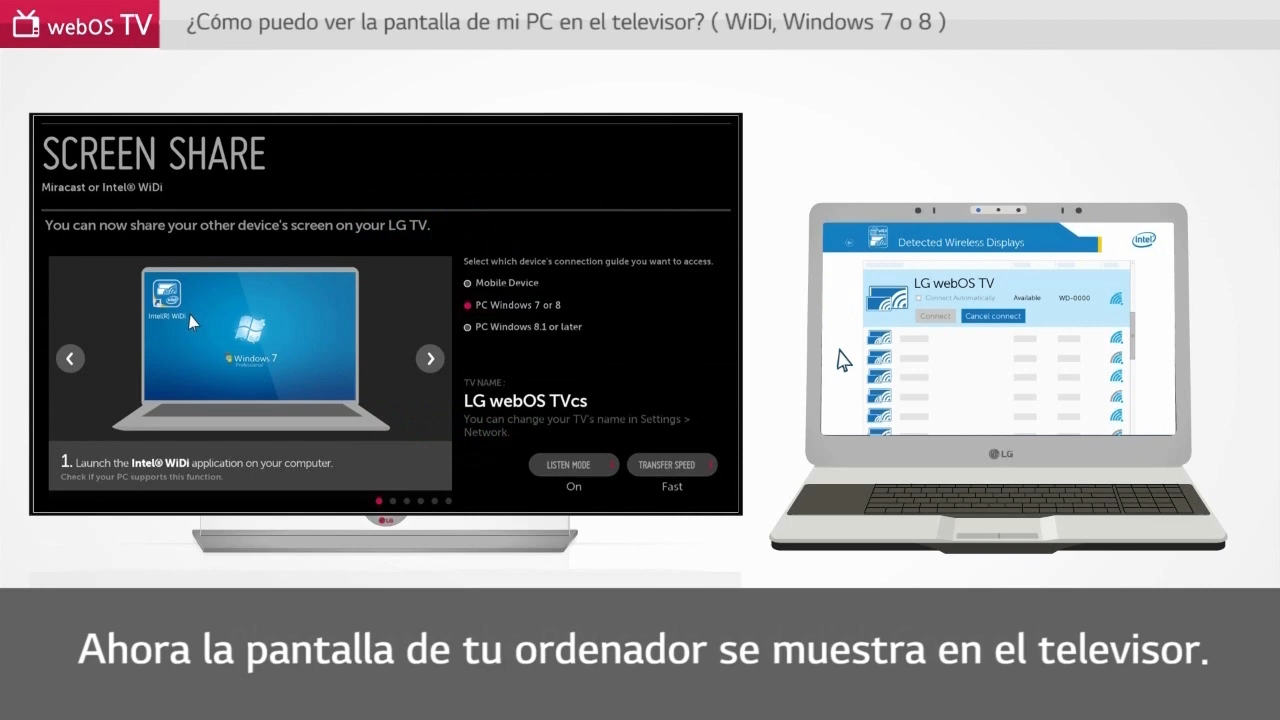 webOS TV
¿Cómo puedo ver la pantalla de mi PC en el televisor? ( WiDi, Windows 7 o 8 )
SCREEN SHARE
Miracast or Intel® WiDi
You can now share your other device's screen on your LG TV.
Select which device's connection guide you want to access.
Mobile Device
PC Windows 7 or 8
PC Windows 8.1 or later
Intel(R) WiDi
Windows 7
Professional
TV NAME :
LG webOS TVcs
You can change your TV's name in Settings >
Network.
1. Launch the Intel® WiDi application on your computer.
Check if your PC supports this function.
LISTEN MODE
TRANSFER SPEED
On
Fast
LG
Detected Wireless Displays
intel
LG webOS TV
Connect Automatically
Available
WD-0000
Connect
Cancel connect
LG
Ahora la pantalla de tu ordenador se muestra en el televisor.